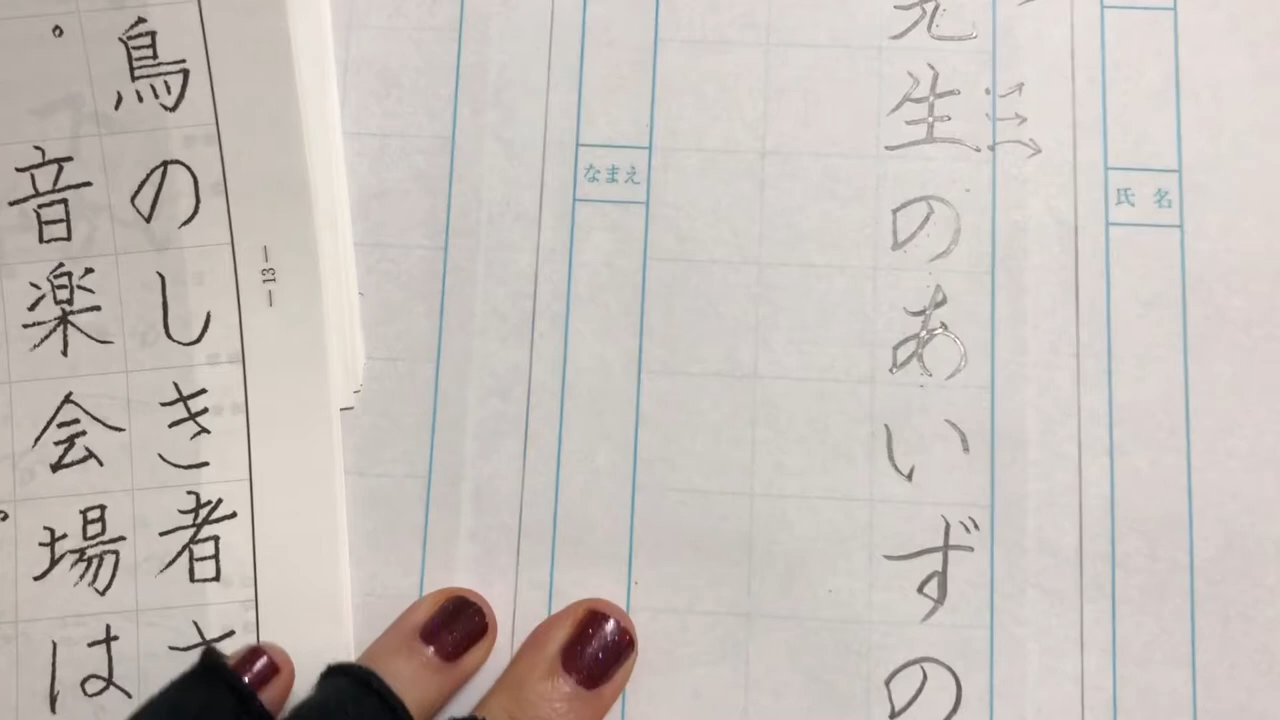 氏名
先生のあいずの
なまえ
－13－
鳥のしき者さ
。音楽会場は